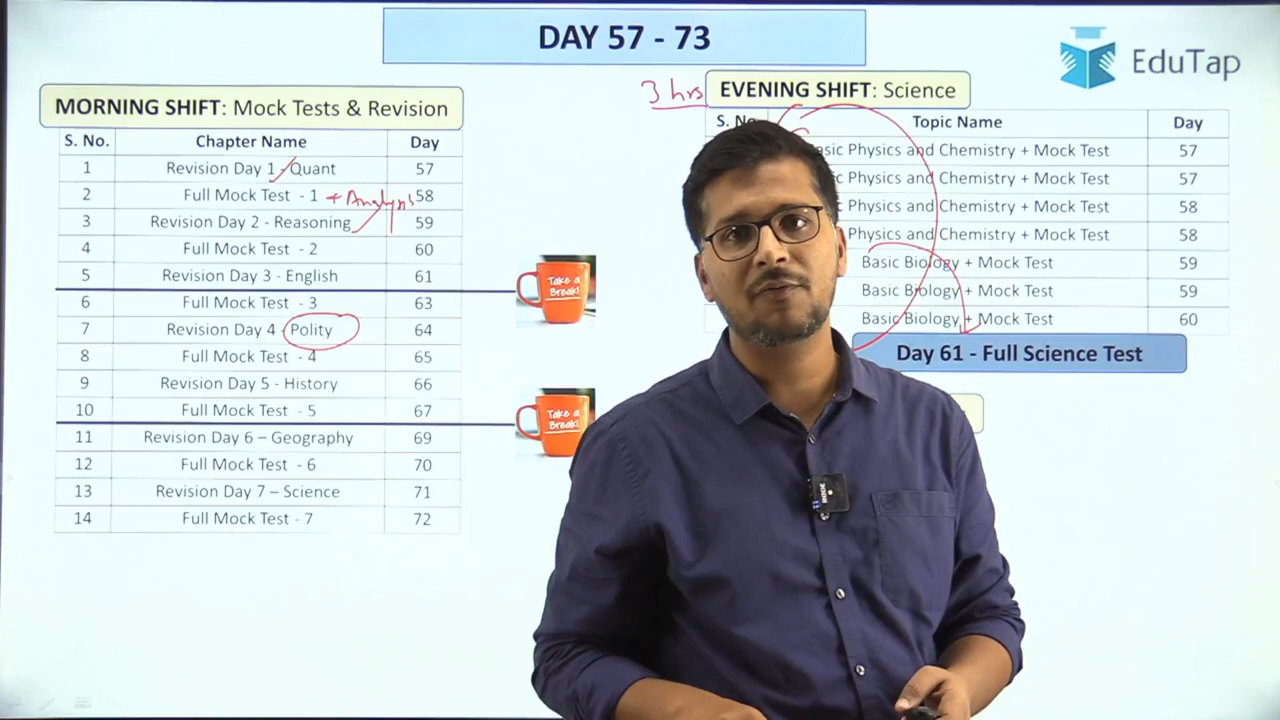 DAY 57 - 73
EduTap
MORNING SHIFT: Mock Tests & Revision
S. No. Chapter Name Day
1 Revision Day 1 - Quant 57
2 Full Mock Test - 1 + Analysis 58
3 Revision Day 2 - Reasoning 59
4 Full Mock Test - 2 60
5 Revision Day 3 - English 61
6 Full Mock Test - 3 63
7 Revision Day 4 - Polity 64
8 Full Mock Test - 4 65
9 Revision Day 5 - History 66
10 Full Mock Test - 5 67
11 Revision Day 6 – Geography 69
12 Full Mock Test - 6 70
13 Revision Day 7 – Science 71
14 Full Mock Test - 7 72
Take a
Break!
Take a
Break!
3 hrs EVENING SHIFT: Science
S. No. Topic Name Day
Physics and Chemistry + Mock Test 57
Physics and Chemistry + Mock Test 57
Physics and Chemistry + Mock Test 58
Physics and Chemistry + Mock Test 58
Basic Biology + Mock Test 59
Basic Biology + Mock Test 59
Basic Biology + Mock Test 60
Day 61 - Full Science Test
RODE